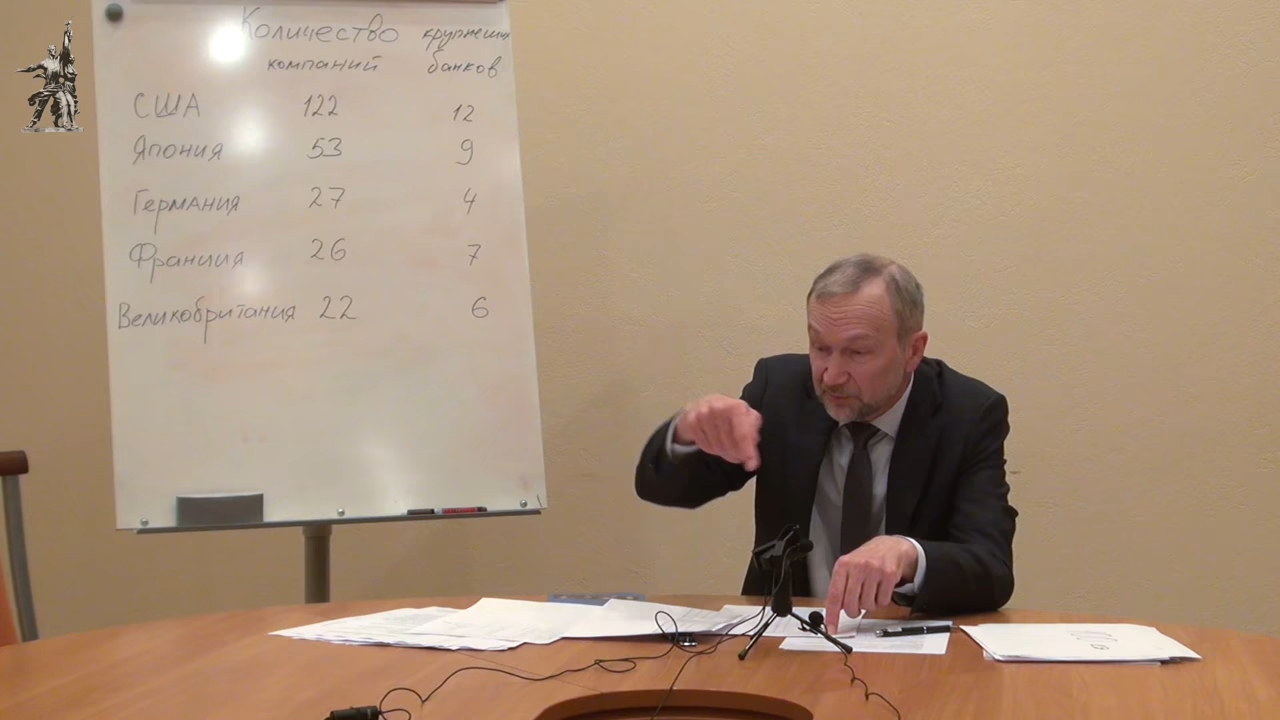 Количество крупнейших
компаний банков
США 122 12
Япония 53 9
Германия 27 4
Франция 26 7
Великобритания 22 6